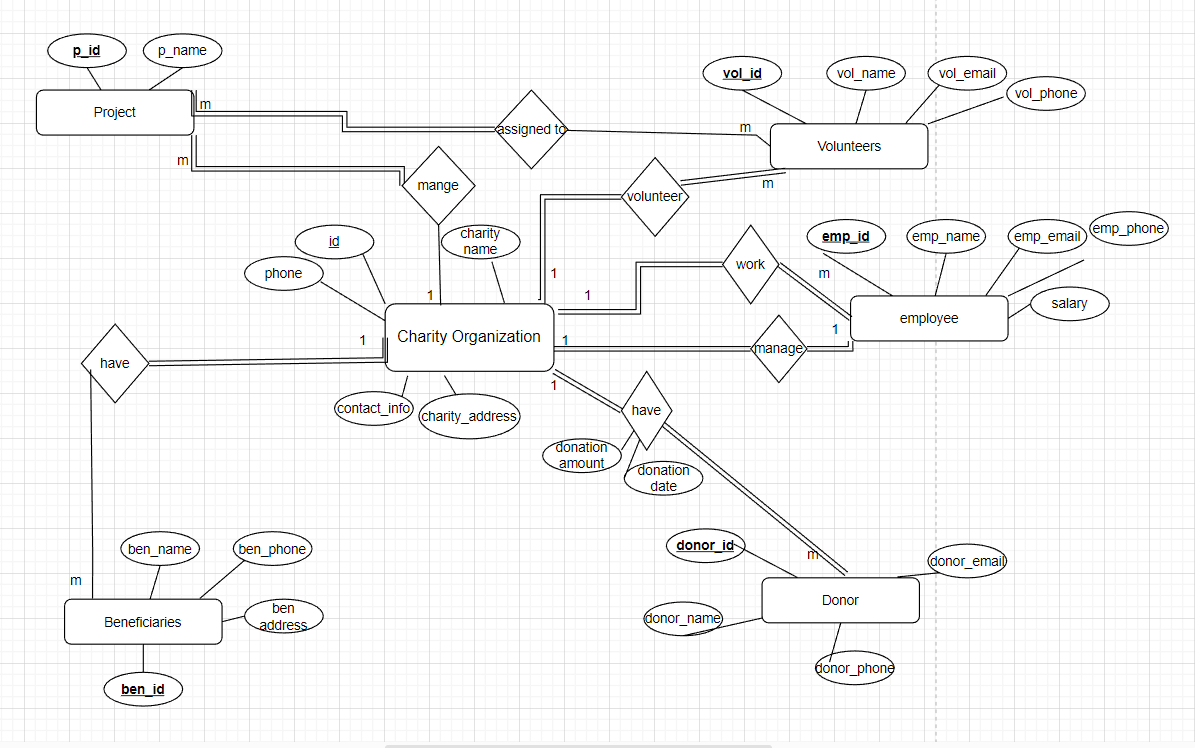 p_id
p_name
vol_id
vol_name
vol_email
vol_phone
Project
m
assigned to
m
Volunteers
m
mange
volunteer
m
id
charity
name
phone
1
1
1
work
m
emp_id
emp_name
emp_email
emp_phone
salary
employee
Charity Organization
1
1
manage
1
have
1
have
contact_info
charity_address
donation
amount
donation
date
m
donor_id
donor_email
Donor
donor_name
donor_phone
ben_name
ben_phone
m
Beneficiaries
ben
address
ben_id